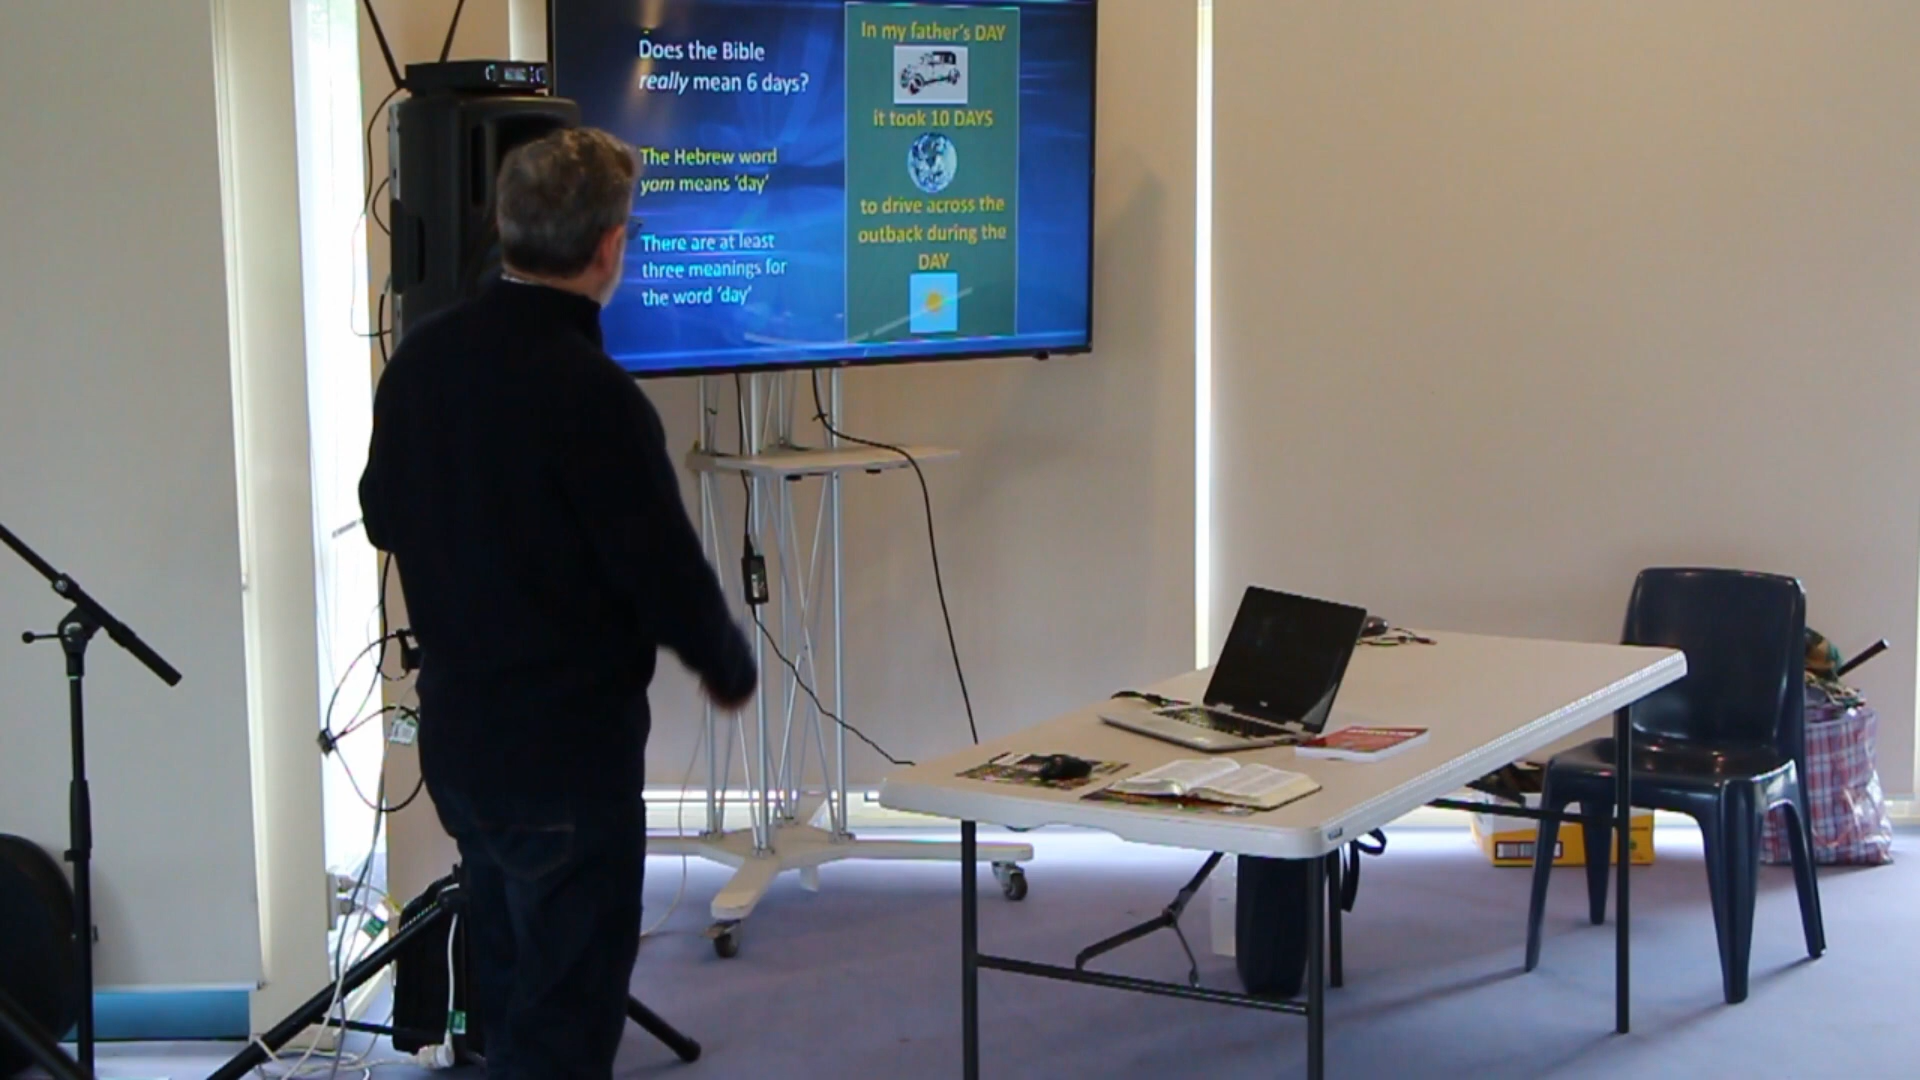 Does the Bible
really mean 6 days?
The Hebrew word
yom means ‘day’
There are at least
three meanings for
the word ‘day’
In my father’s DAY
it took 10 DAYS
to drive across the
outback during the
DAY